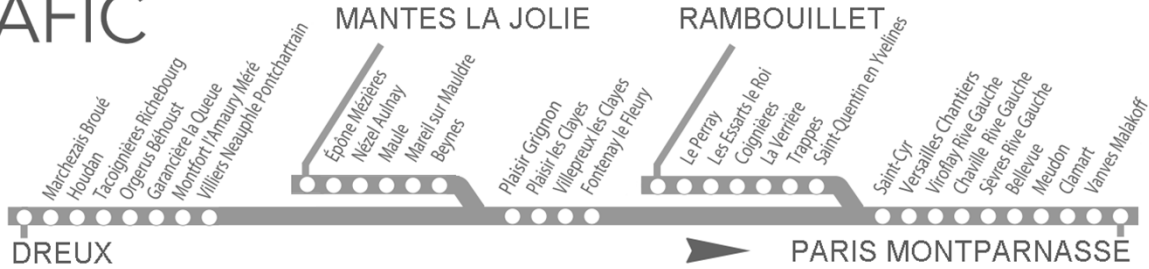 AFIC
MANTES LA JOLIE
RAMBOUILLET
Marchezais Broué
Houdan
Tacoignières Richebourg
Orgerus Béhoust
Garancière la Queue
Montfort l'Amaury Méré
Villiers Neauphle Pontchartrain
Épône Mézières
Nézel Aulnay
Maule
Mareil sur Mauldre
Beynes
Plaisir Grignon
Plaisir les Clayes
Villepreux les Clayes
Fontenay le Fleury
Le Perray
Les Essarts le Roi
Coignières
La Verrière
Trappes
Saint-Quentin en Yvelines
Saint-Cyr
Versailles Chantiers
Viroflay Rive Gauche
Chaville Rive Gauche
Sèvres Rive Gauche
Bellevue
Meudon
Clamart
Vanves Malakoff
DREUX
PARIS MONTPARNASSE